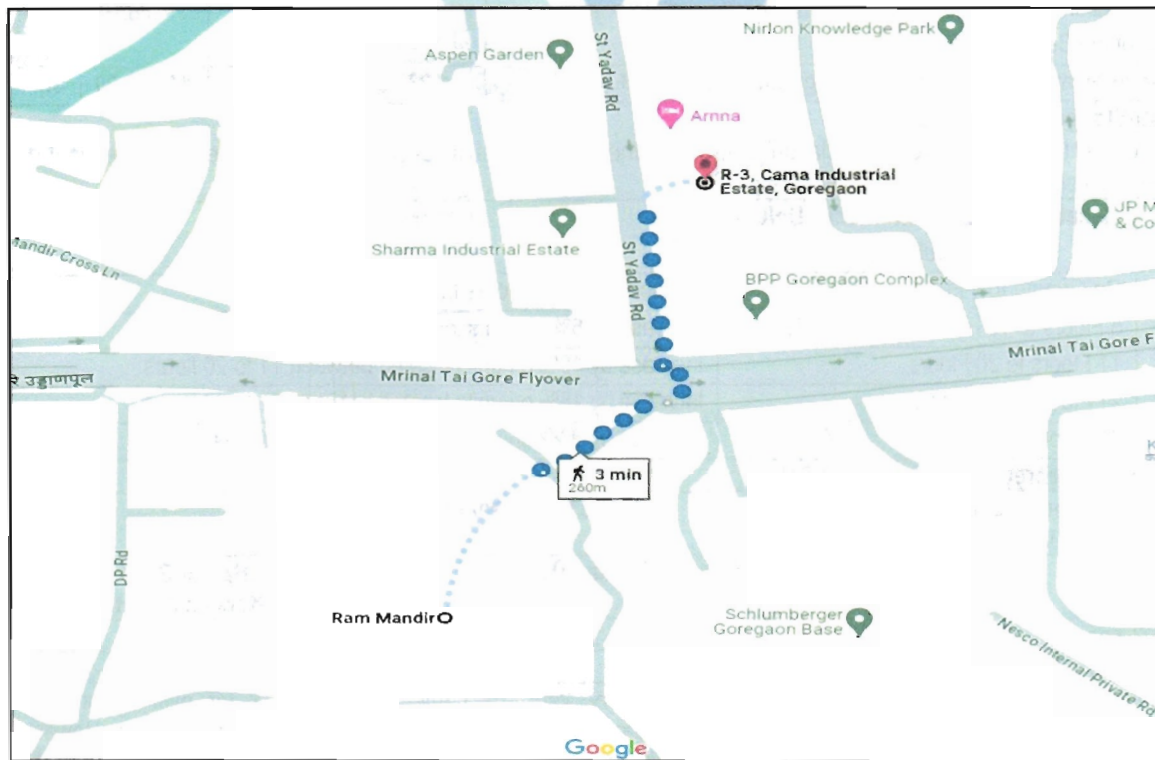 Nirlon Knowledge Park
Aspen Garden
St Yadav Rd
Arnna
R-3, Cama Industrial
Estate, Goregaon
JP M
& Co
Sharma Industrial Estate
Mandir Cross Ln
St Yadav Rd
BPP Goregaon Complex
Mrinal Tai Gore F
Mrinal Tai Gore Flyover
रे उड्डाणपूल
3 min
260m
DP Rd
Ram Mandir
Schlumberger
Goregaon Base
Nesco Internal Private Rd
Google